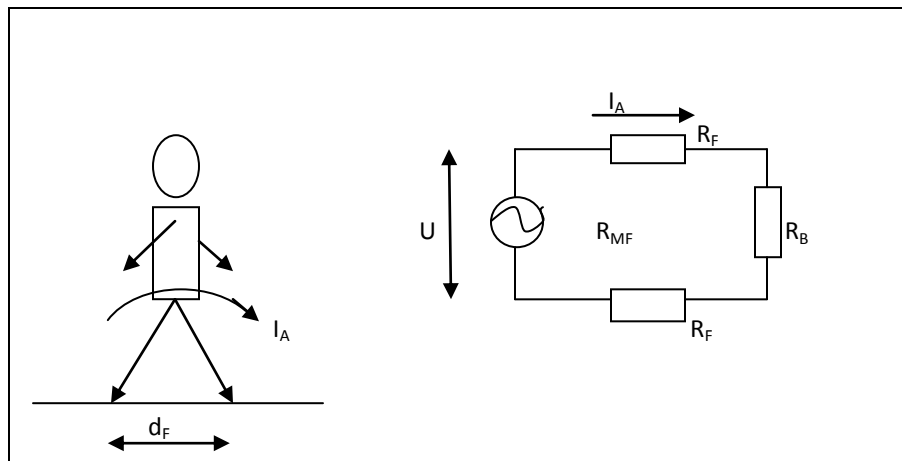 I_A
d_F
I_A
R_F
U
R_MF
R_B
R_F